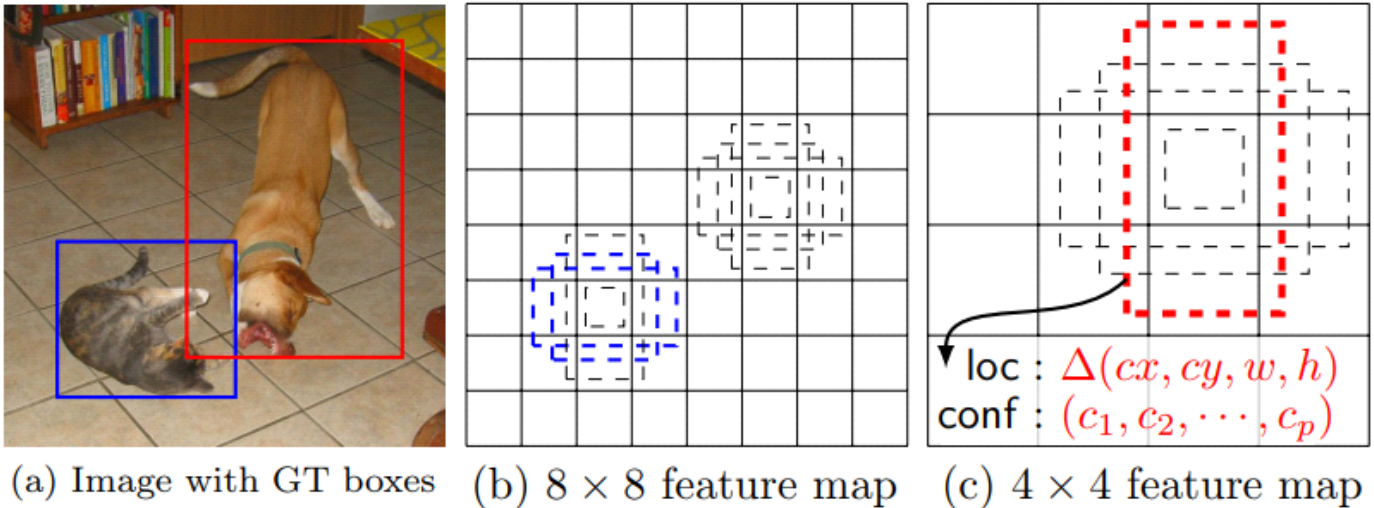 loc : Δ(cx, cy, w, h)
conf : (c₁, c₂, ⋯, cₚ)
(a) Image with GT boxes
(b) 8 × 8 feature map
(c) 4 × 4 feature map